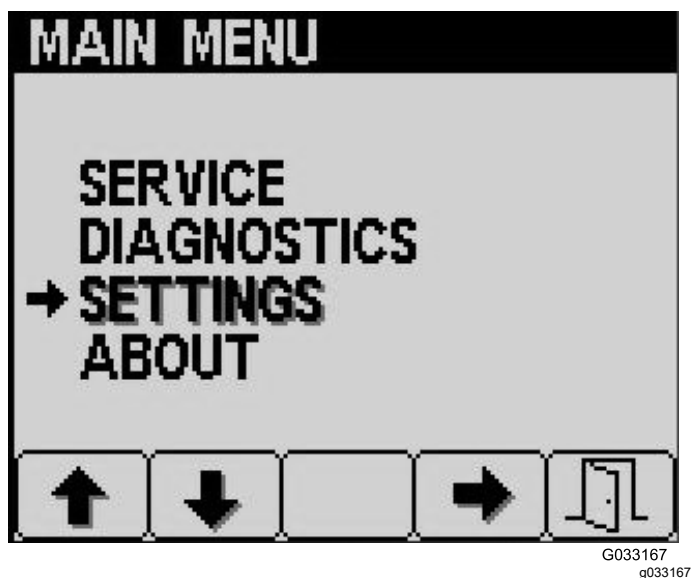 MAIN MENU
SERVICE
DIAGNOSTICS
SETTINGS
ABOUT
G033167
g033167